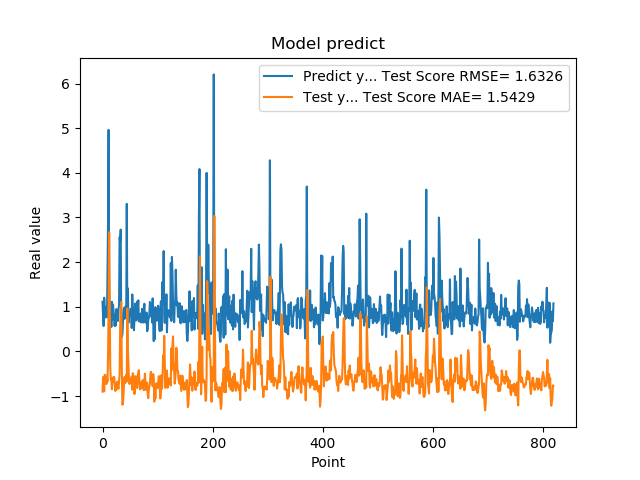 Model predict
Predict y... Test Score RMSE= 1.6326
Test y... Test Score MAE= 1.5429
Real value
6
5
4
3
2
1
0
−1
0 200 400 600 800
Point